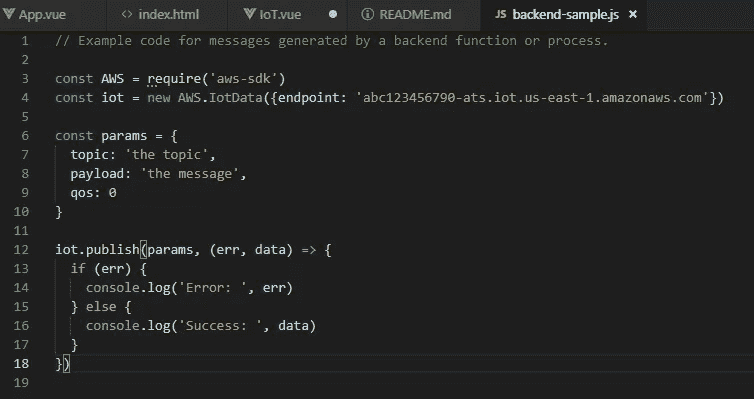 App.vue index.html IoT.vue README.md JS backend-sample.js
1 // Example code for messages generated by a backend function or process.
2
3 const AWS = require('aws-sdk')
4 const iot = new AWS.IotData({endpoint: 'abc123456790-ats.iot.us-east-1.amazonaws.com'})
5
6 const params = {
7 topic: 'the topic',
8 payload: 'the message',
9 qos: 0
10 }
11
12 iot.publish(params, (err, data) => {
13 if (err) {
14 console.log('Error: ', err)
15 } else {
16 console.log('Success: ', data)
17 }
18 })
19